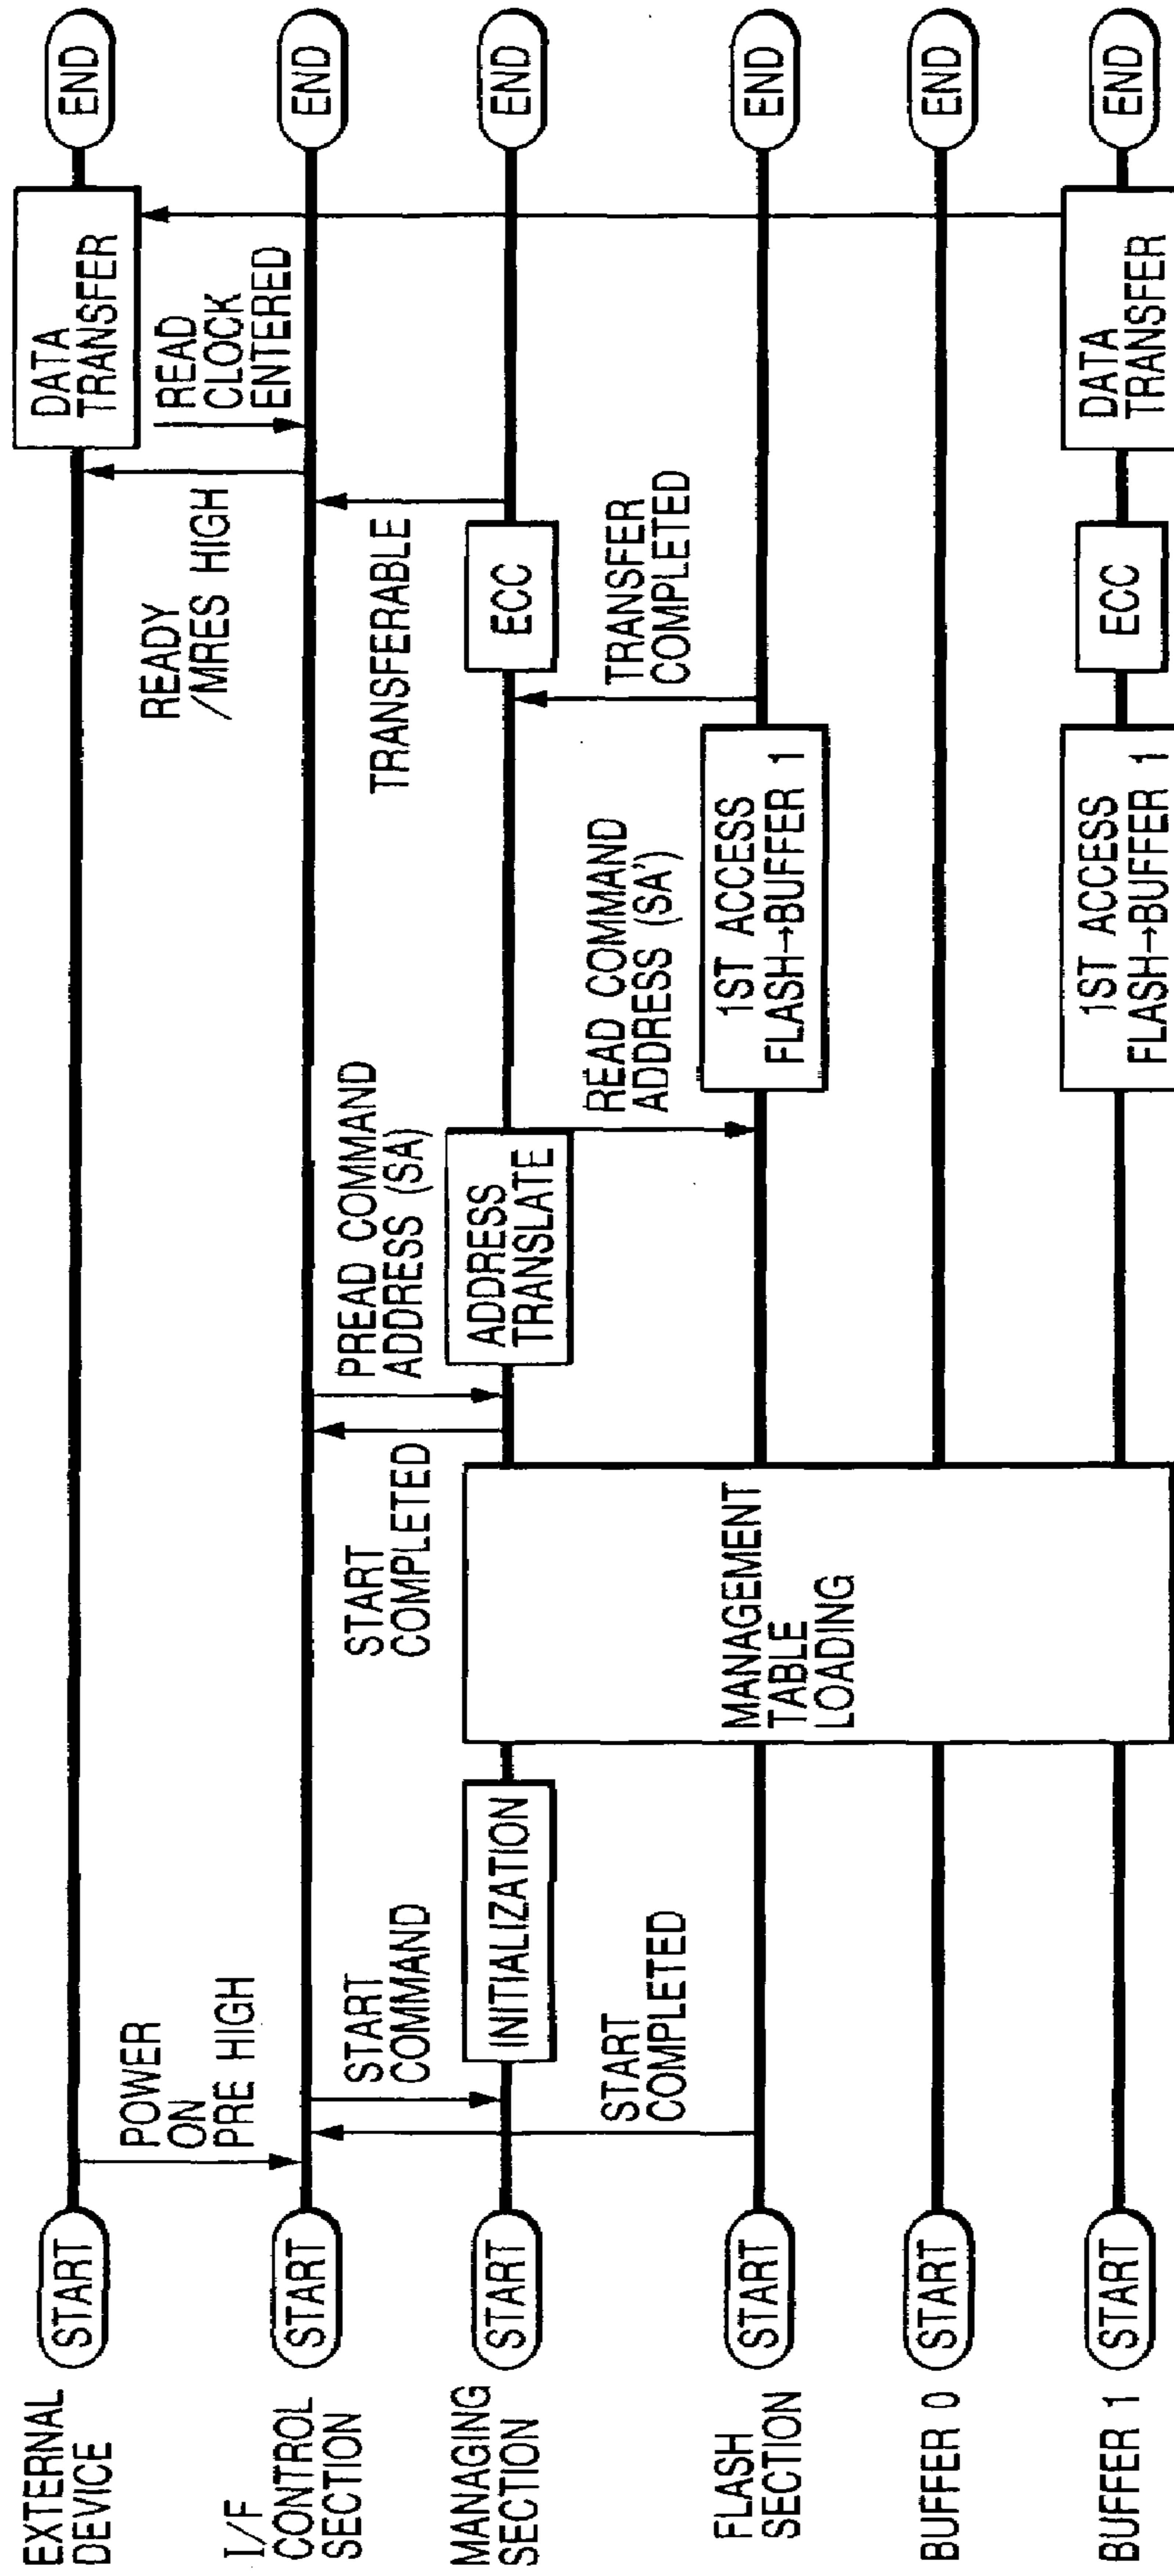 EXTERNAL
DEVICE
START
POWER
ON
PRE HIGH
READY
/MRES HIGH
DATA
TRANSFER
READ
CLOCK
ENTERED
END
I/F
CONTROL
SECTION
START
START
COMMAND
START
COMPLETED
PREAD COMMAND
ADDRESS (SA)
TRANSFERABLE
END
MANAGING
SECTION
START
INITIALIZATION
ADDRESS
TRANSLATE
ECC
END
START
COMPLETED
READ COMMAND
ADDRESS (SA')
TRANSFER
COMPLETED
FLASH
SECTION
START
MANAGEMENT
TABLE
LOADING
1ST ACCESS
FLASH→BUFFER 1
END
BUFFER 0
START
END
BUFFER 1
START
1ST ACCESS
FLASH→BUFFER 1
ECC
DATA
TRANSFER
END